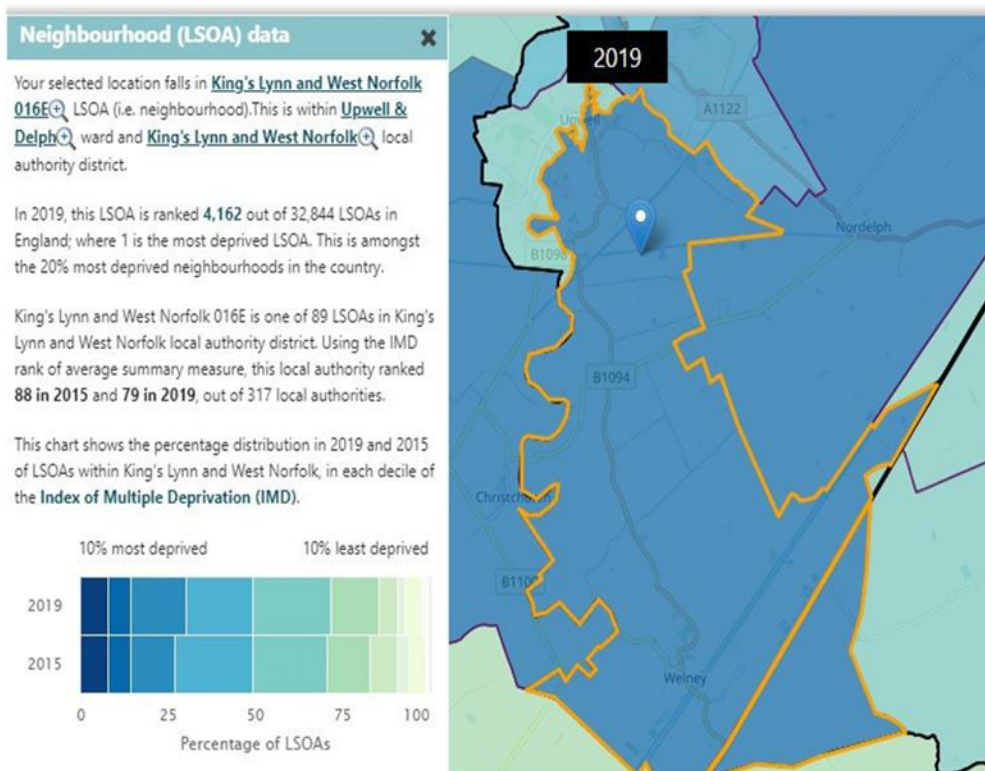 Neighbourhood (LSOA) data
Your selected location falls in King's Lynn and West Norfolk
016E LSOA (i.e. neighbourhood).This is within Upwell &
Delph ward and King's Lynn and West Norfolk local
authority district.
In 2019, this LSOA is ranked 4,162 out of 32,844 LSOAs in
England; where 1 is the most deprived LSOA. This is amongst
the 20% most deprived neighbourhoods in the country.
King's Lynn and West Norfolk 016E is one of 89 LSOAs in King's
Lynn and West Norfolk local authority district. Using the IMD
rank of average summary measure, this local authority ranked
88 in 2015 and 79 in 2019, out of 317 local authorities.
This chart shows the percentage distribution in 2019 and 2015
of LSOAs within King's Lynn and West Norfolk, in each decile of
the Index of Multiple Deprivation (IMD).
10% most deprived 10% least deprived
2019
2015
0 25 50 75 100
Percentage of LSOAs
2019
A1122
Upwell
Nordelph
B1098
B1094
Christchurch
B1100
Welney